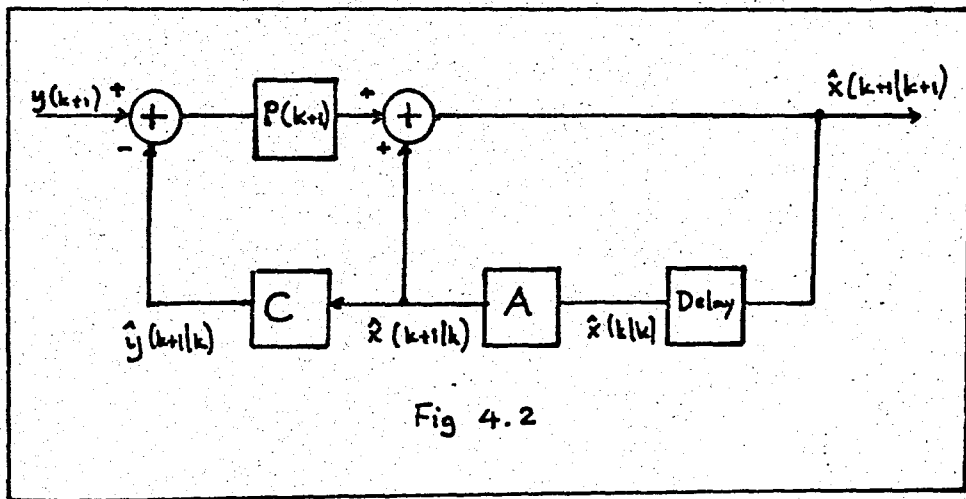 y(k+1) + + P(k+1) + + x̂(k+1|k+1)
- +
C A Delay
ŷ(k+1|k) x̂(k+1|k) x̂(k|k)
Fig 4.2